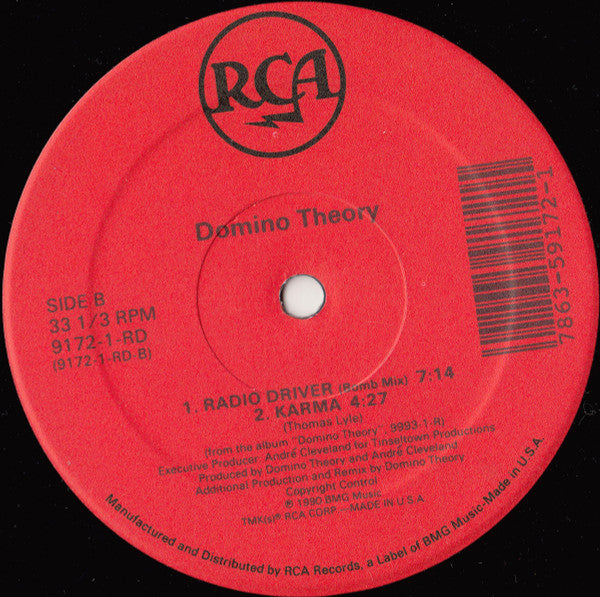 RCA
Domino Theory
SIDE B
33 1/3 RPM
9172-1-RD
(9172-1-RD-B)
7863-59172-1
1. RADIO DRIVER (Rumb Mix) 7:14
2. KARMA 4:27
(Thomas Lyle)
(from the album "Domino Theory" 9993-1-R)
Executive Producer: André Cleveland for Tinseltown Productions
Produced by Domino Theory and André Cleveland
Additional Production and Remix by Domino Theory
Copyright Control
℗ 1990 BMG Music
TMK(s)® RCA CORP. – MADE IN U.S.A.
Manufactured and Distributed by RCA Records, a Label of BMG Music-Made in U.S.A.